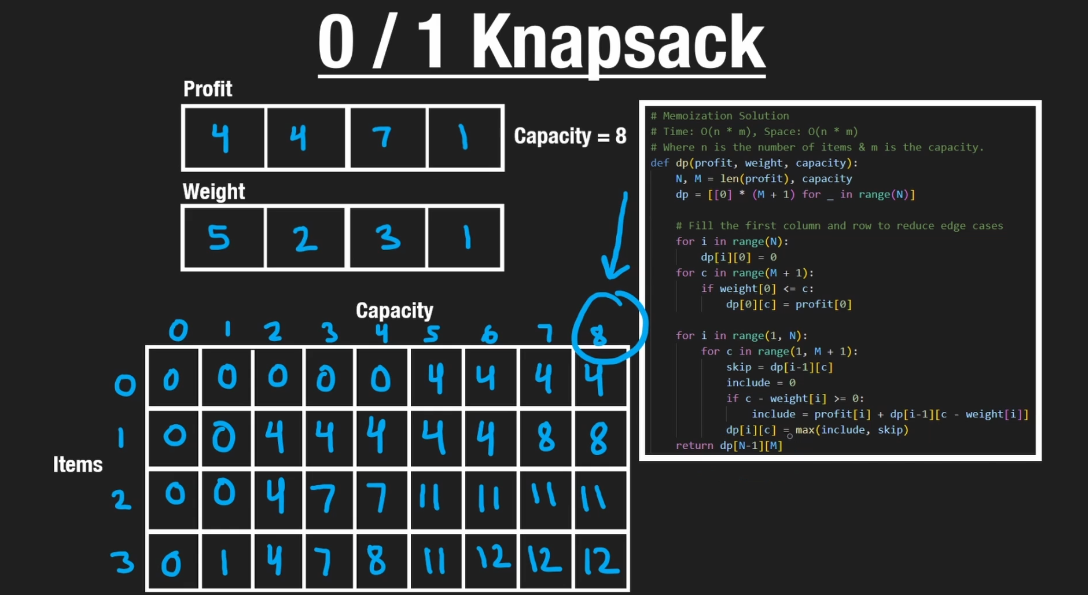 0 / 1 Knapsack
Profit
4 4 7 1
Capacity = 8
Weight
5 2 3 1
Capacity
0 1 2 3 4 5 6 7 8
0 0 0 0 0 0 4 4 4 4
1 0 0 4 4 4 4 4 8 8
Items
2 0 0 4 7 7 11 11 11 11
3 0 1 4 7 8 11 12 12 12
# Memoization Solution
# Time: O(n * m), Space: O(n * m)
# Where n is the number of items & m is the capacity.
def dp(profit, weight, capacity):
N, M = len(profit), capacity
dp = [[0] * (M + 1) for _ in range(N)]
# Fill the first column and row to reduce edge cases
for i in range(N):
dp[i][0] = 0
for c in range(M + 1):
if weight[0] <= c:
dp[0][c] = profit[0]
for i in range(1, N):
for c in range(1, M + 1):
skip = dp[i-1][c]
include = 0
if c - weight[i] >= 0:
include = profit[i] + dp[i-1][c - weight[i]]
dp[i][c] = max(include, skip)
return dp[N-1][M]